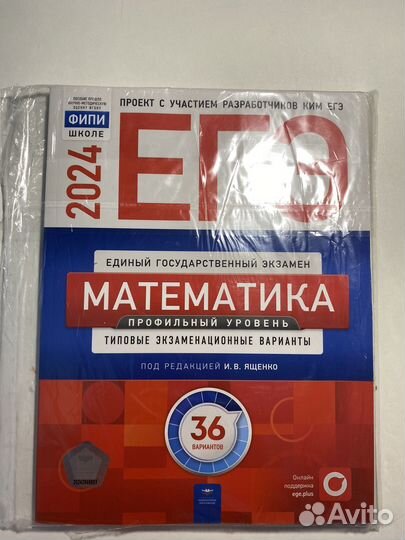 ПРОЕКТ С УЧАСТИЕМ РАЗРАБОТЧИКОВ КИМ ЕГЭ
ФИПИ
ШКОЛЕ
2024
ЕГЭ
ЕДИНЫЙ ГОСУДАРСТВЕННЫЙ ЭКЗАМЕН
МАТЕМАТИКА
ПРОФИЛЬНЫЙ УРОВЕНЬ
ТИПОВЫЕ ЭКЗАМЕНАЦИОННЫЕ ВАРИАНТЫ
ПОД РЕДАКЦИЕЙ И.В. ЯЩЕНКО
36
ВАРИАНТОВ
Онлайн
поддержка
ege.plus
Avito